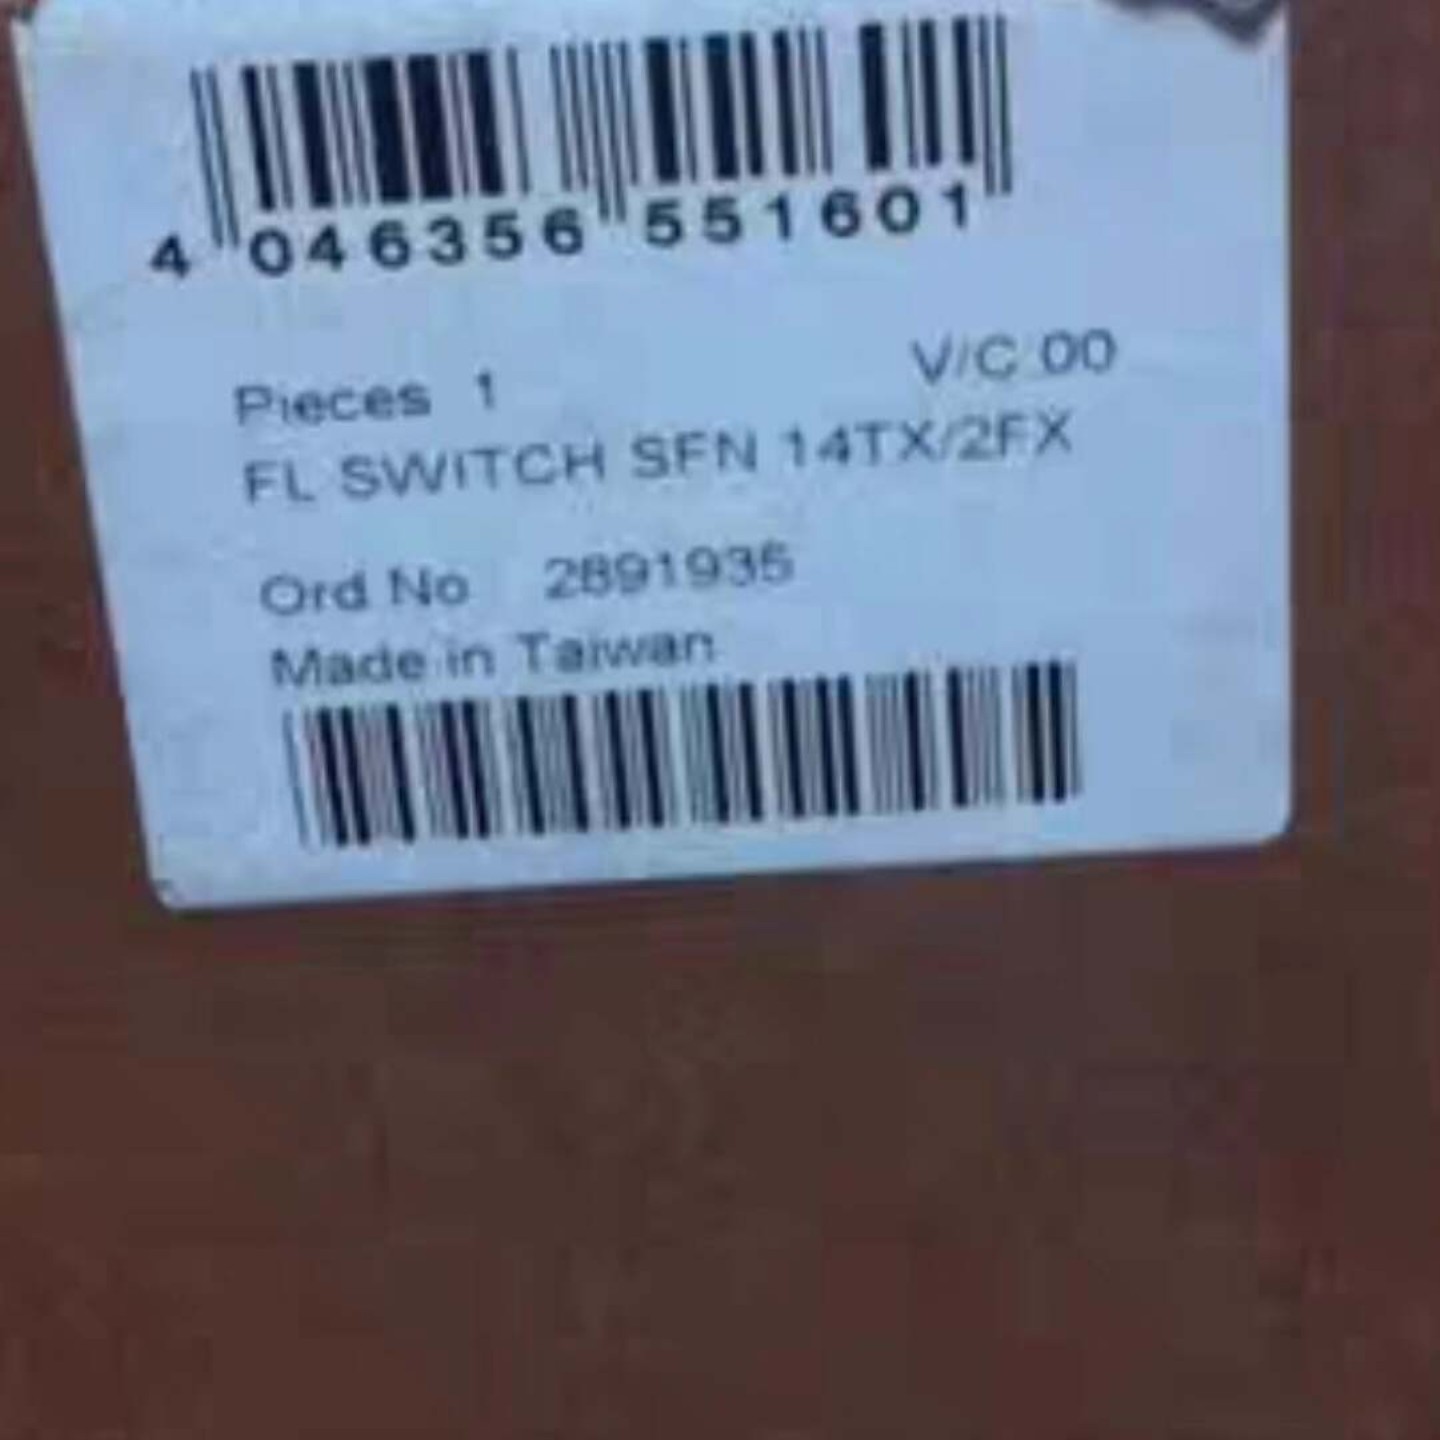 4 046356 551601
Pieces 1 V/C 00
FL SWITCH SFN 14TX/2FX
Ord No 2891935
Made in Taiwan